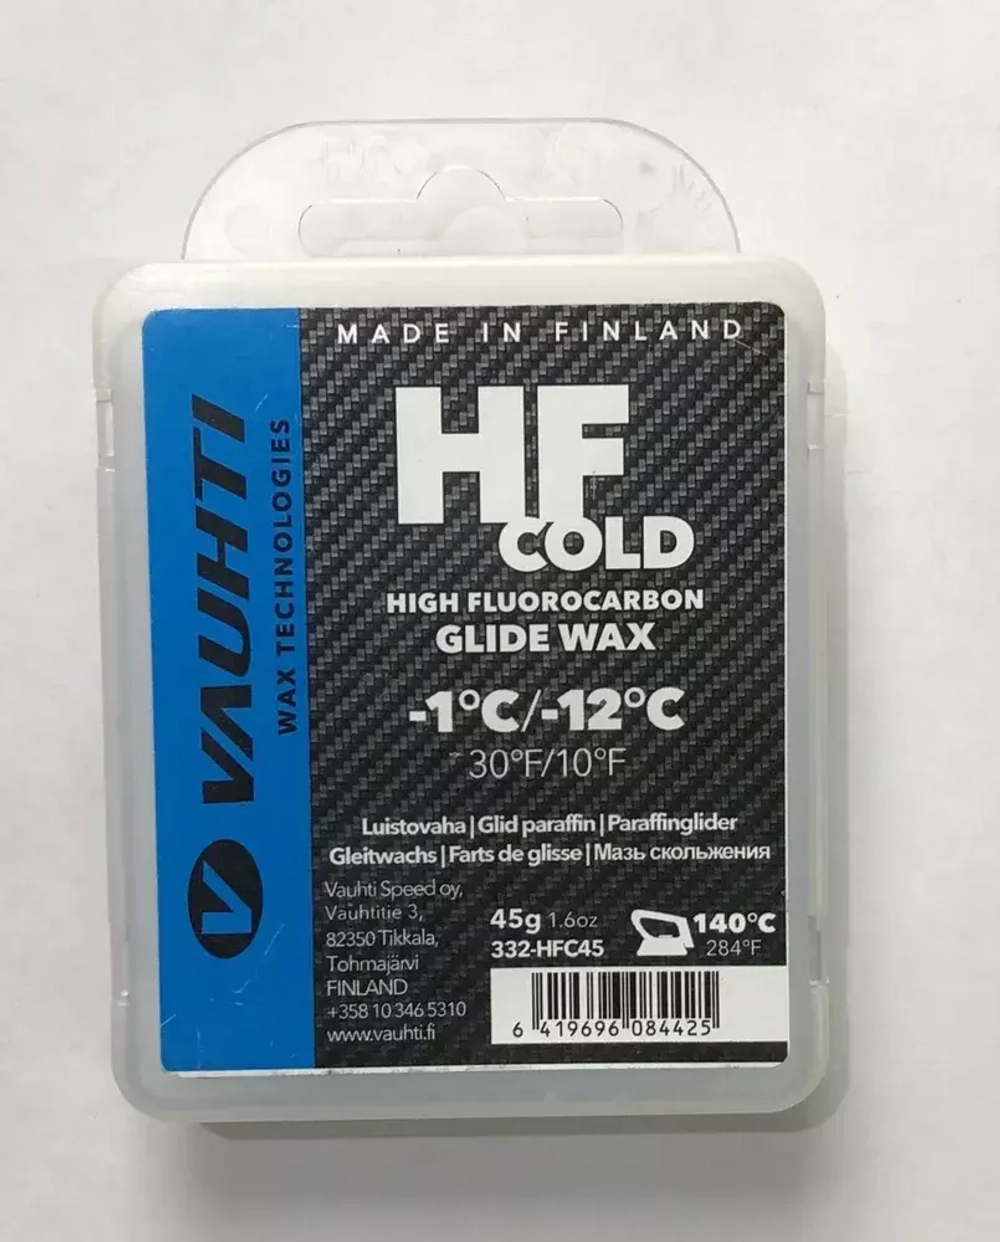 MADE IN FINLAND
VAUHTI
WAX TECHNOLOGIES
HF
COLD
HIGH FLUOROCARBON
GLIDE WAX
-1°C/-12°C
30°F/10°F
Luistovaha | Glid paraffin | Paraffinglider
Gleitwachs | Farts de glisse | Мазь скольжения
Vauhti Speed oy,
Vauhtitie 3,
82350 Tikkala,
Tohmajärvi
FINLAND
+358 10 346 5310
www.vauhti.fi
45g 1.6oz
332-HFC45
140°C
284°F
6 419696 084425